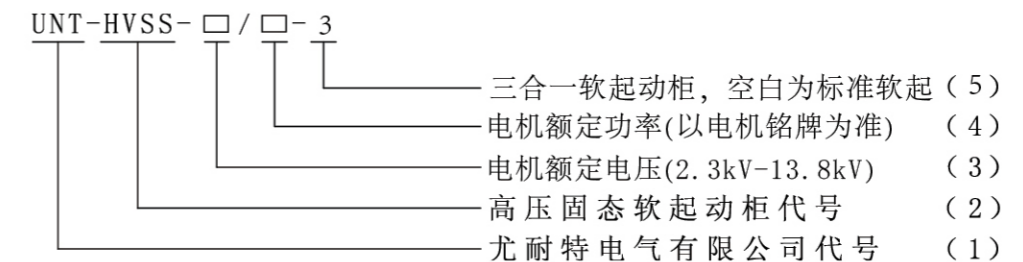 UNT-HVSS-□/□-3
三合一软起动柜，空白为标准软起（5）
电机额定功率(以电机铭牌为准)（4）
电机额定电压(2.3kV-13.8kV)（3）
高压固态软起动柜代号（2）
尤耐特电气有限公司代号（1）